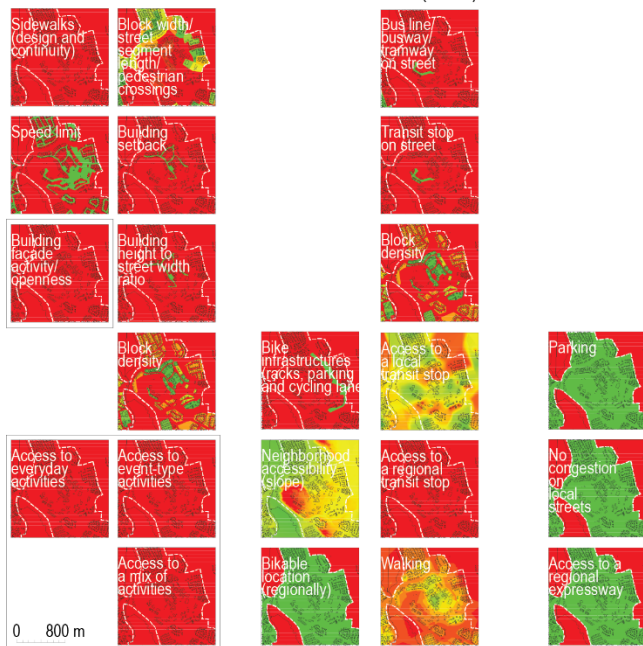 Sidewalks
(design and
continuity)
Block width/
street
segment
length/
pedestrian
crossings
Bus line/
busway/
tramway
on street
Speed limit
Building
setback
Transit stop
on street
Building
façade
activity/
openness
Building
height to
street width
ratio
Block
density
Block
density
Bike
infrastructures
(racks, parking
and cycling lane
Access to
a local
transit stop
Parking
Access to
everyday
activities
Access to
event-type
activities
Neighborhood
accessibility
(slope)
Access to
a regional
transit stop
No
congestion
on
local
streets
Access to
a mix of
activities
Bikable
location
(regionally)
Walking
Access to a
regional
expressway
0 800 m